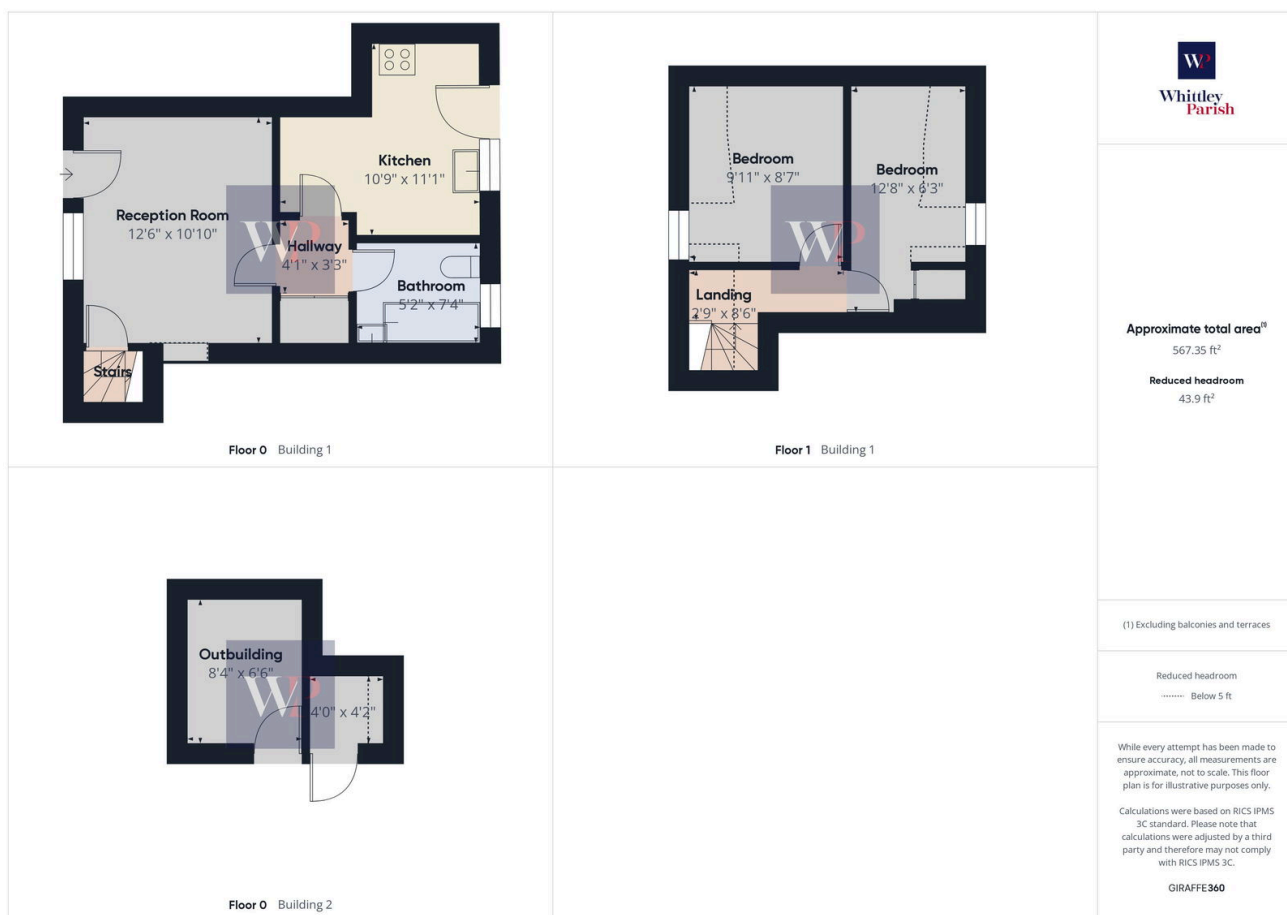 Kitchen
10'9" x 11'1"
Reception Room
12'6" x 10'10"
WP
Hallway
4'1" x 3'3"
Bathroom
5'2" x 7'4"
Stairs
Floor 0 Building 1
Bedroom
9'11" x 8'7"
Bedroom
12'8" x 6'3"
WP
Landing
2'9" x 8'6"
Floor 1 Building 1
Outbuilding
8'4" x 6'6"
WP
4'0" x 4'2"
Floor 0 Building 2
WP
Whittley
Parish
Approximate total area(1)
567.35 ft²
Reduced headroom
43.9 ft²
(1) Excluding balconies and terraces
Reduced headroom
Below 5 ft
While every attempt has been made to
ensure accuracy, all measurements are
approximate, not to scale. This floor
plan is for illustrative purposes only.
Calculations were based on RICS IPMS
3C standard. Please note that
calculations were adjusted by a third
party and therefore may not comply
with RICS IPMS 3C.
GIRAFFE360